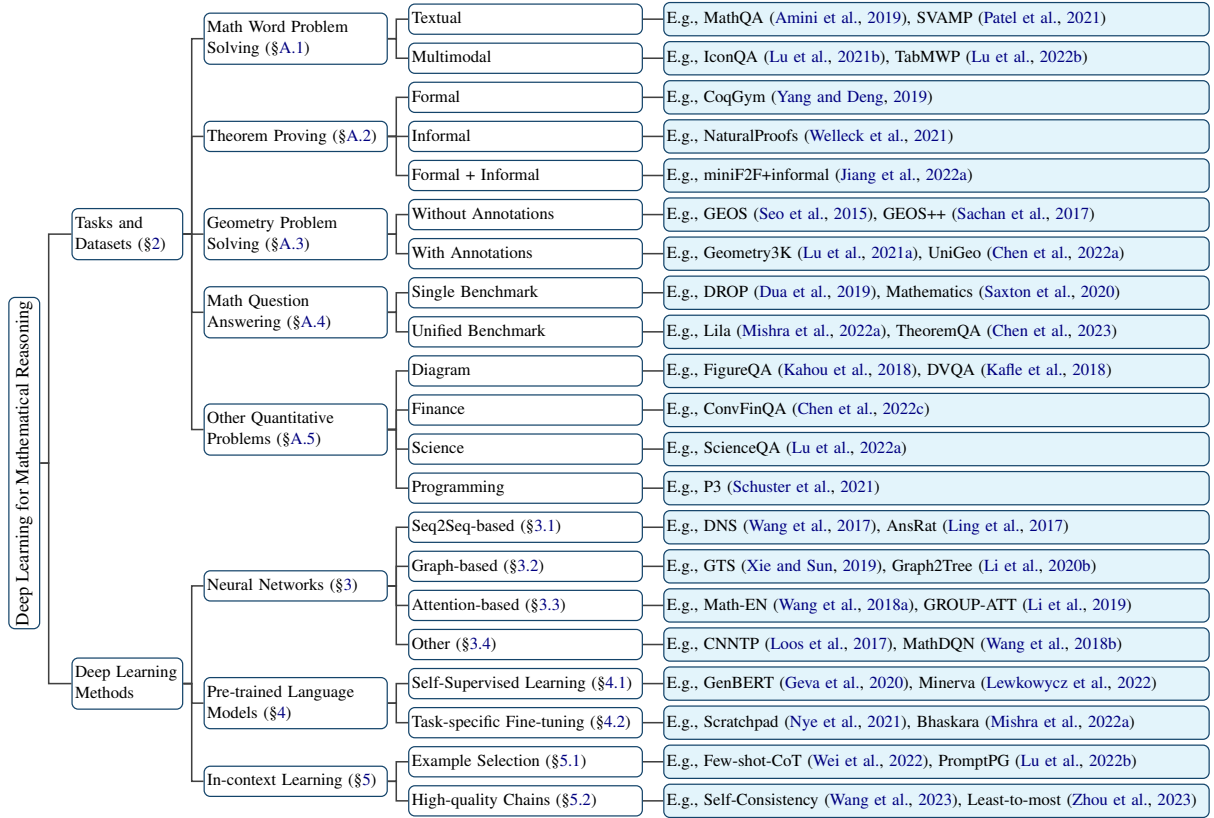 Deep Learning for Mathematical Reasoning
Tasks and
Datasets (§2)
Math Word Problem
Solving (§A.1)
Textual
E.g., MathQA (Amini et al., 2019), SVAMP (Patel et al., 2021)
Multimodal
E.g., IconQA (Lu et al., 2021b), TabMWP (Lu et al., 2022b)
Theorem Proving (§A.2)
Formal
E.g., CoqGym (Yang and Deng, 2019)
Informal
E.g., NaturalProofs (Welleck et al., 2021)
Formal + Informal
E.g., miniF2F+informal (Jiang et al., 2022a)
Geometry Problem
Solving (§A.3)
Without Annotations
E.g., GEOS (Seo et al., 2015), GEOS++ (Sachan et al., 2017)
With Annotations
E.g., Geometry3K (Lu et al., 2021a), UniGeo (Chen et al., 2022a)
Math Question
Answering (§A.4)
Single Benchmark
E.g., DROP (Dua et al., 2019), Mathematics (Saxton et al., 2020)
Unified Benchmark
E.g., Lila (Mishra et al., 2022a), TheoremQA (Chen et al., 2023)
Other Quantitative
Problems (§A.5)
Diagram
E.g., FigureQA (Kahou et al., 2018), DVQA (Kafle et al., 2018)
Finance
E.g., ConvFinQA (Chen et al., 2022c)
Science
E.g., ScienceQA (Lu et al., 2022a)
Programming
E.g., P3 (Schuster et al., 2021)
Deep Learning
Methods
Neural Networks (§3)
Seq2Seq-based (§3.1)
E.g., DNS (Wang et al., 2017), AnsRat (Ling et al., 2017)
Graph-based (§3.2)
E.g., GTS (Xie and Sun, 2019), Graph2Tree (Li et al., 2020b)
Attention-based (§3.3)
E.g., Math-EN (Wang et al., 2018a), GROUP-ATT (Li et al., 2019)
Other (§3.4)
E.g., CNNTP (Loos et al., 2017), MathDQN (Wang et al., 2018b)
Pre-trained Language
Models (§4)
Self-Supervised Learning (§4.1)
E.g., GenBERT (Geva et al., 2020), Minerva (Lewkowycz et al., 2022)
Task-specific Fine-tuning (§4.2)
E.g., Scratchpad (Nye et al., 2021), Bhaskara (Mishra et al., 2022a)
In-context Learning (§5)
Example Selection (§5.1)
E.g., Few-shot-CoT (Wei et al., 2022), PromptPG (Lu et al., 2022b)
High-quality Chains (§5.2)
E.g., Self-Consistency (Wang et al., 2023), Least-to-most (Zhou et al., 2023)